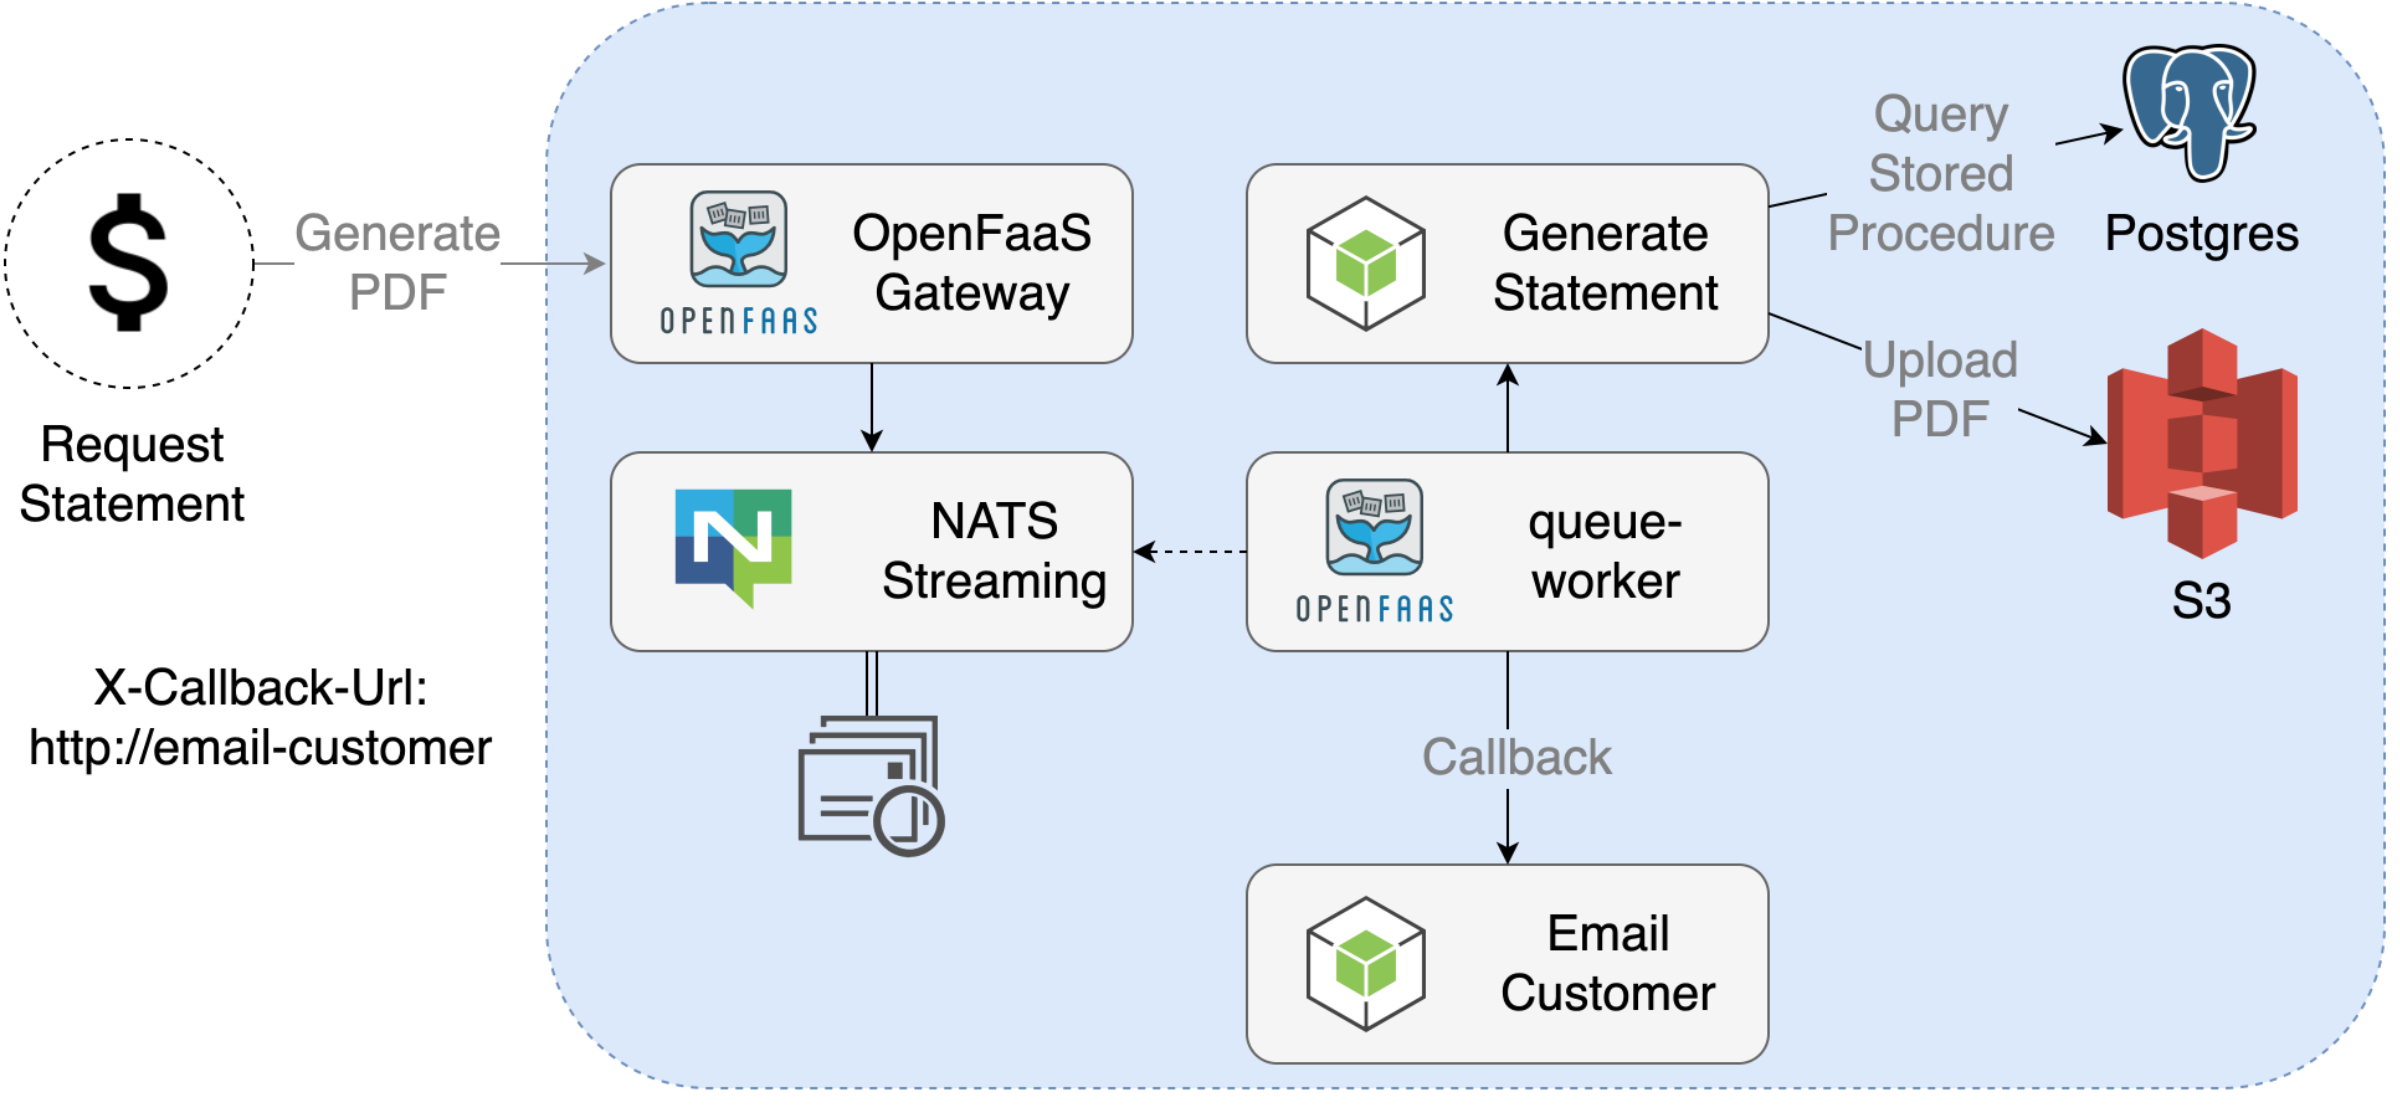 Request
Statement
X-Callback-Url:
http://email-customer
Generate
PDF
OPENFAAS
OpenFaaS
Gateway
NATS
Streaming
Generate
Statement
OPENFAAS
queue-
worker
Callback
Email
Customer
Query
Stored
Procedure
Postgres
Upload
PDF
S3